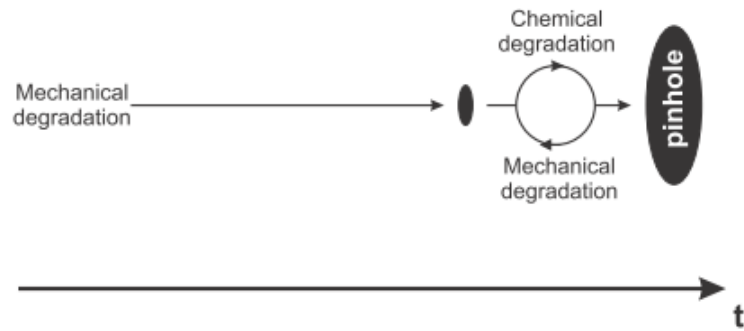 Chemical
degradation
Mechanical
degradation
pinhole
Mechanical
degradation
t